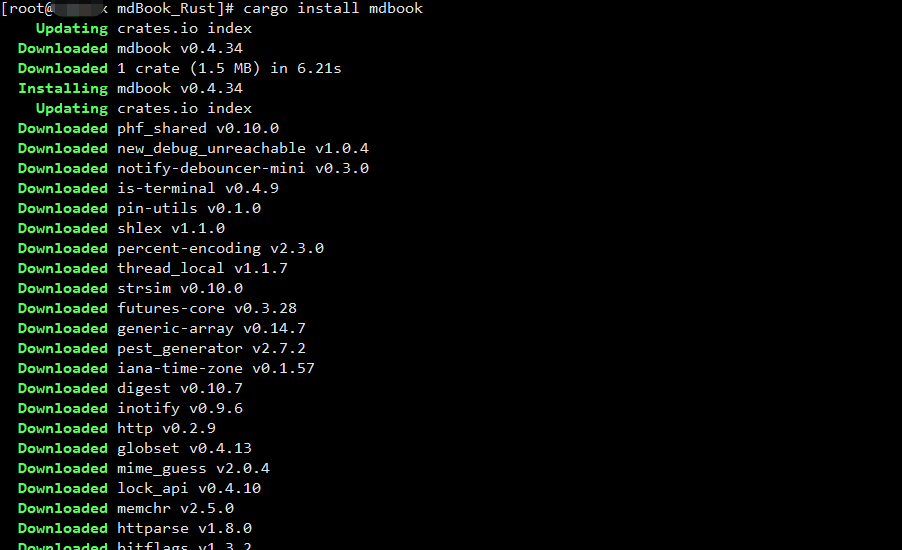 [root@ mdBook_Rust]# cargo install mdbook
Updating crates.io index
Downloaded mdbook v0.4.34
Downloaded 1 crate (1.5 MB) in 6.21s
Installing mdbook v0.4.34
Updating crates.io index
Downloaded phf_shared v0.10.0
Downloaded new_debug_unreachable v1.0.4
Downloaded notify-debouncer-mini v0.3.0
Downloaded is-terminal v0.4.9
Downloaded pin-utils v0.1.0
Downloaded shlex v1.1.0
Downloaded percent-encoding v2.3.0
Downloaded thread_local v1.1.7
Downloaded strsim v0.10.0
Downloaded futures-core v0.3.28
Downloaded generic-array v0.14.7
Downloaded pest_generator v2.7.2
Downloaded iana-time-zone v0.1.57
Downloaded digest v0.10.7
Downloaded inotify v0.9.6
Downloaded http v0.2.9
Downloaded globset v0.4.13
Downloaded mime_guess v2.0.4
Downloaded lock_api v0.4.10
Downloaded memchr v2.5.0
Downloaded httparse v1.8.0
Downloaded bitflags v1.3.2